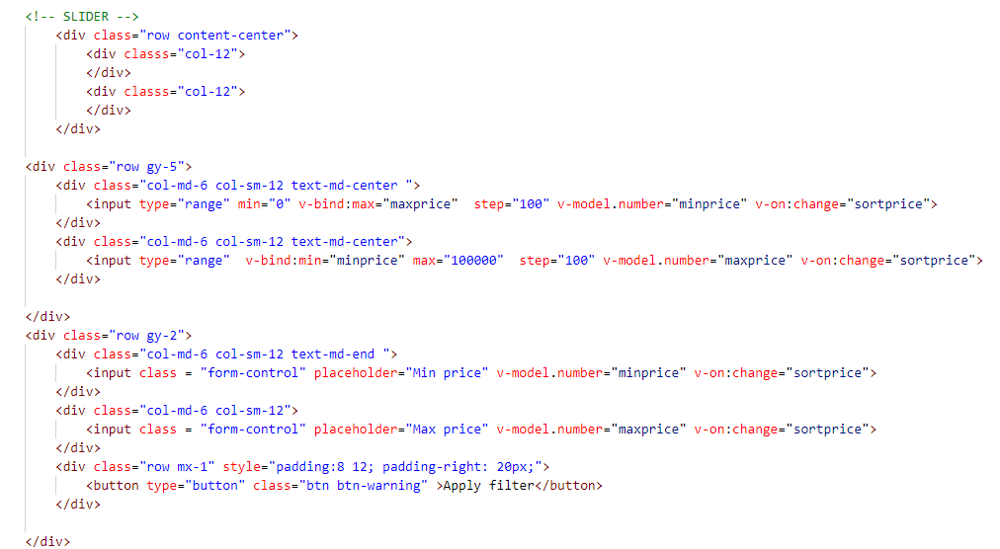 <!-- SLIDER -->
<div class="row content-center">
<div classs="col-12">
</div>
<div classs="col-12">
</div>
</div>
<div class="row gy-5">
<div class="col-md-6 col-sm-12 text-md-center ">
<input type="range" min="0" v-bind:max="maxprice"  step="100" v-model.number="minprice" v-on:change="sortprice">
</div>
<div class="col-md-6 col-sm-12 text-md-center">
<input type="range"  v-bind:min="minprice" max="100000"  step="100" v-model.number="maxprice" v-on:change="sortprice">
</div>
</div>
<div class="row gy-2">
<div class="col-md-6 col-sm-12 text-md-end ">
<input class = "form-control" placeholder="Min price" v-model.number="minprice" v-on:change="sortprice">
</div>
<div class="col-md-6 col-sm-12">
<input class = "form-control" placeholder="Max price" v-model.number="maxprice" v-on:change="sortprice">
</div>
<div class="row mx-1" style="padding:8 12; padding-right: 20px;">
<button type="button" class="btn btn-warning" >Apply filter</button>
</div>
</div>